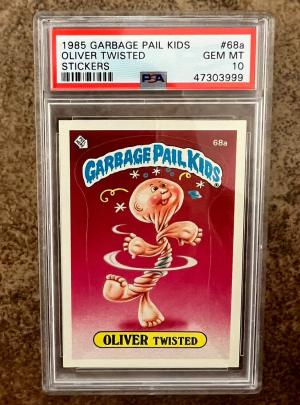 1985 GARBAGE PAIL KIDS #68a
OLIVER TWISTED GEM MT
STICKERS 10
PSA 47303999
68a
GARBAGE PAIL KIDS
OLIVER TWISTED